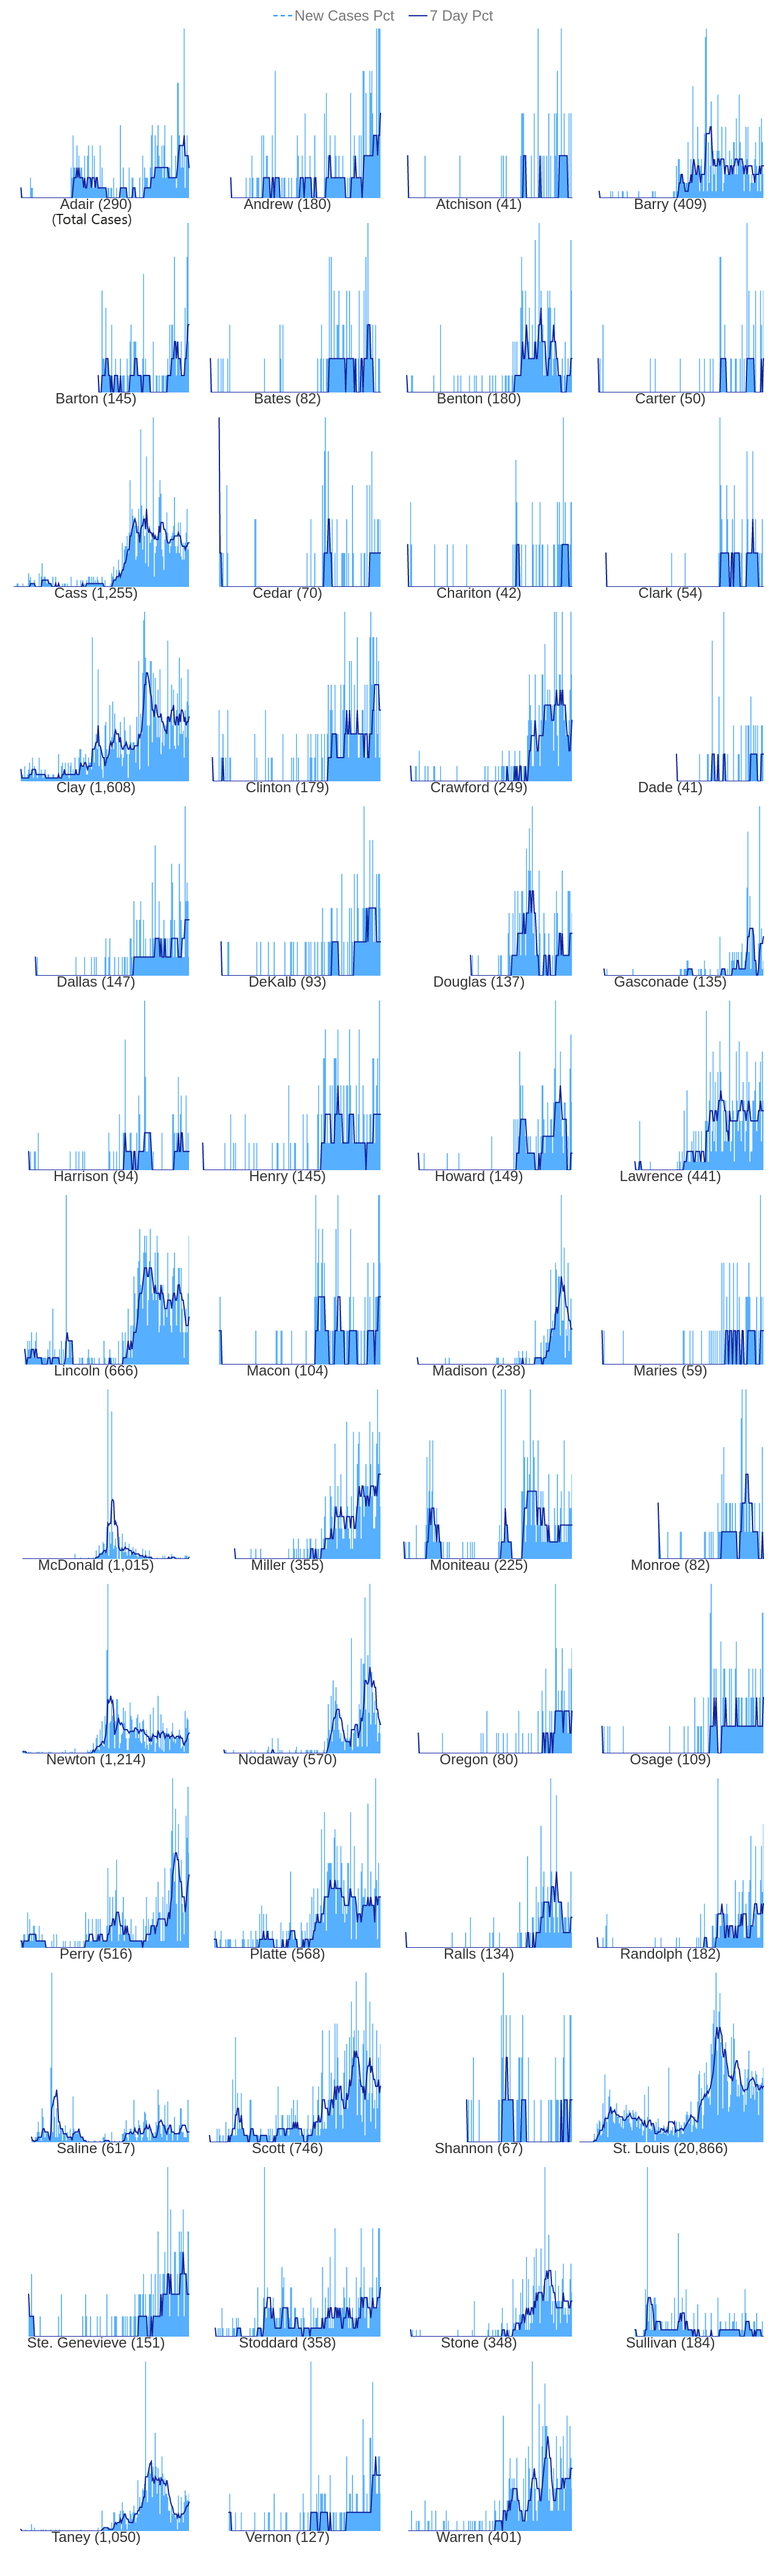 New Cases Pct 7 Day Pct
Adair (290) Andrew (180) Atchison (41) Barry (409)
(Total Cases)
Barton (145) Bates (82) Benton (180) Carter (50)
Cass (1,255) Cedar (70) Chariton (42) Clark (54)
Clay (1,608) Clinton (179) Crawford (249) Dade (41)
Dallas (147) DeKalb (93) Douglas (137) Gasconade (135)
Harrison (94) Henry (145) Howard (149) Lawrence (441)
Lincoln (666) Macon (104) Madison (238) Maries (59)
McDonald (1,015) Miller (355) Moniteau (225) Monroe (82)
Newton (1,214) Nodaway (570) Oregon (80) Osage (109)
Perry (516) Platte (568) Ralls (134) Randolph (182)
Saline (617) Scott (746) Shannon (67) St. Louis (20,866)
Ste. Genevieve (151) Stoddard (358) Stone (348) Sullivan (184)
Taney (1,050) Vernon (127) Warren (401)